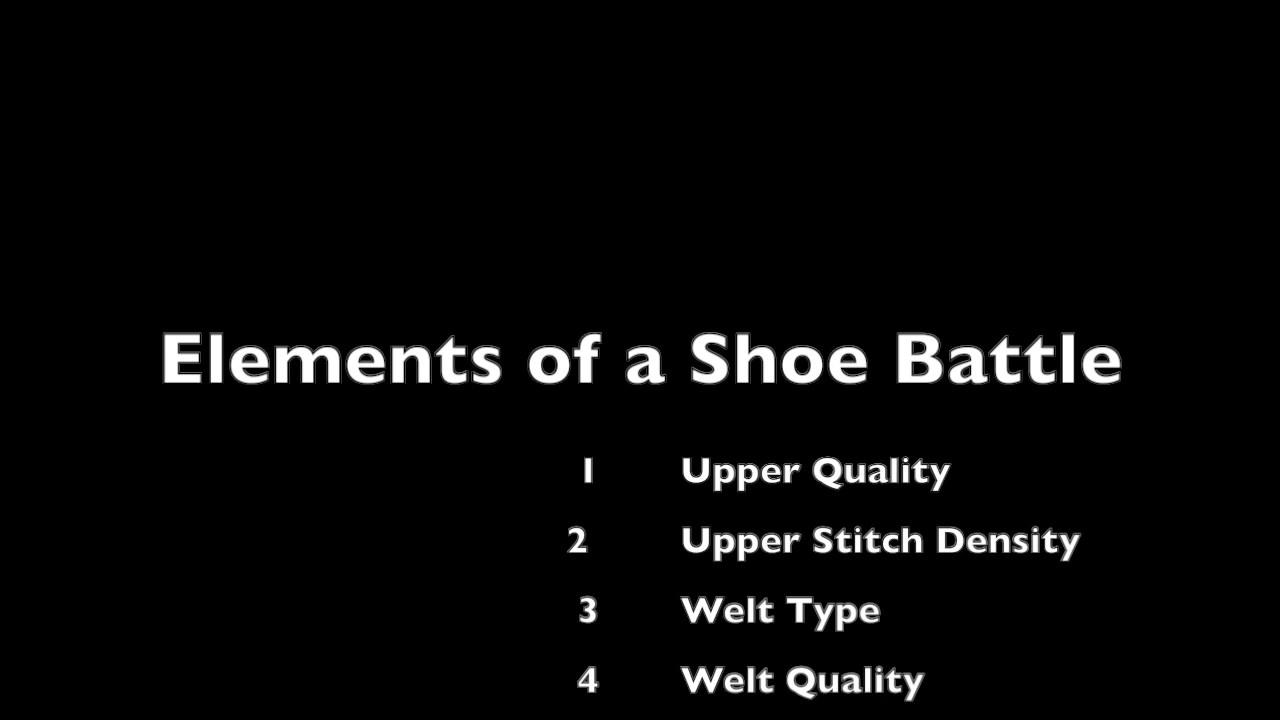 Elements of a Shoe Battle
1 Upper Quality
2 Upper Stitch Density
3 Welt Type
4 Welt Quality